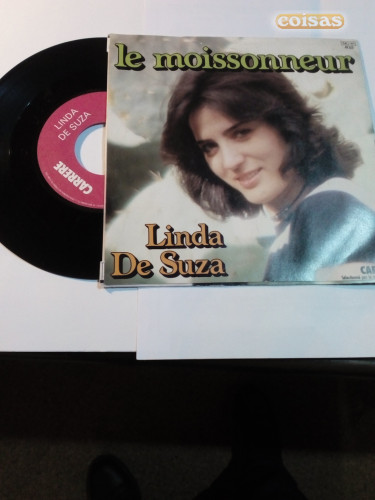 coisas
le moissonneur
LINDA
DE SUZA
CARRERE
Linda
De Suza